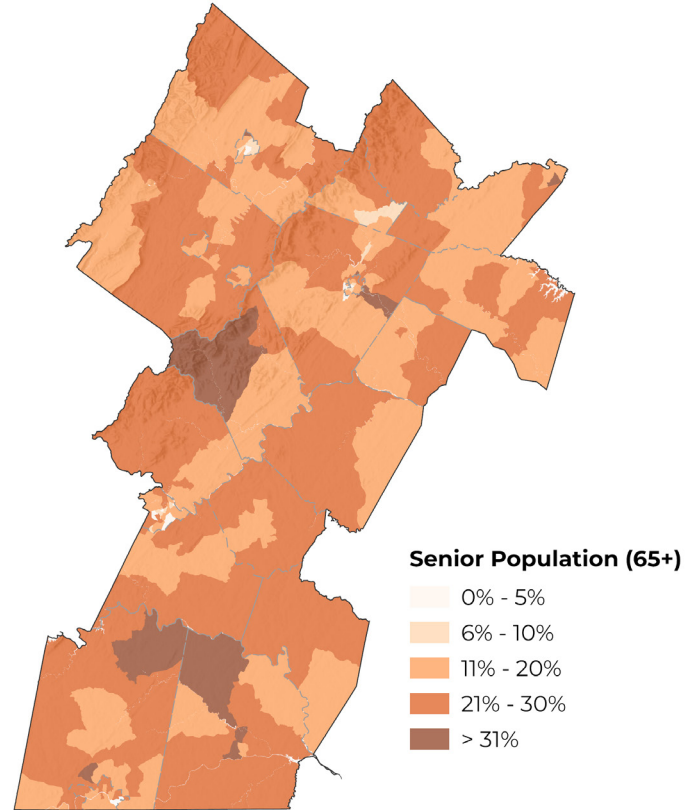 Senior Population (65+)
0% - 5%
6% - 10%
11% - 20%
21% - 30%
> 31%